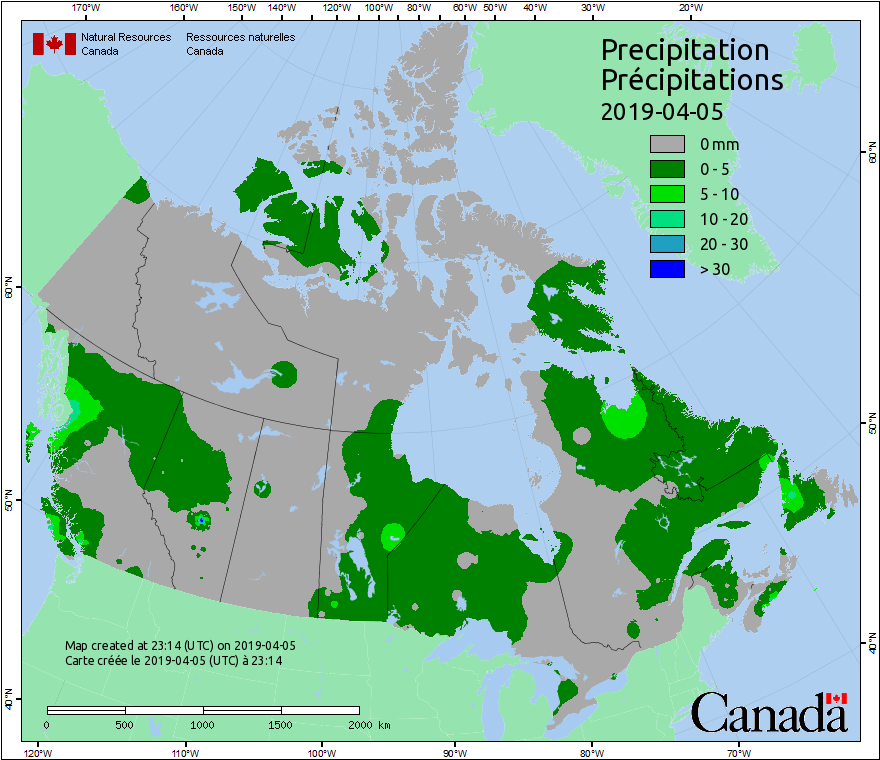 170°W 160°W 150°W 140°W 120°W 100°W 80°W 60°W 50°W 40°W 30°W 20°W
Natural Resources Canada
Ressources naturelles Canada
Precipitation
Précipitations
2019-04-05
0 mm
0 - 5
5 - 10
10 - 20
20 - 30
> 30
60°N
50°N
40°N
60°N
50°N
40°N
Map created at 23:14 (UTC) on 2019-04-05
Carte créée le 2019-04-05 (UTC) à 23:14
0 500 1000 1500 2000 km
Canada
120°W 110°W 100°W 90°W 80°W 70°W